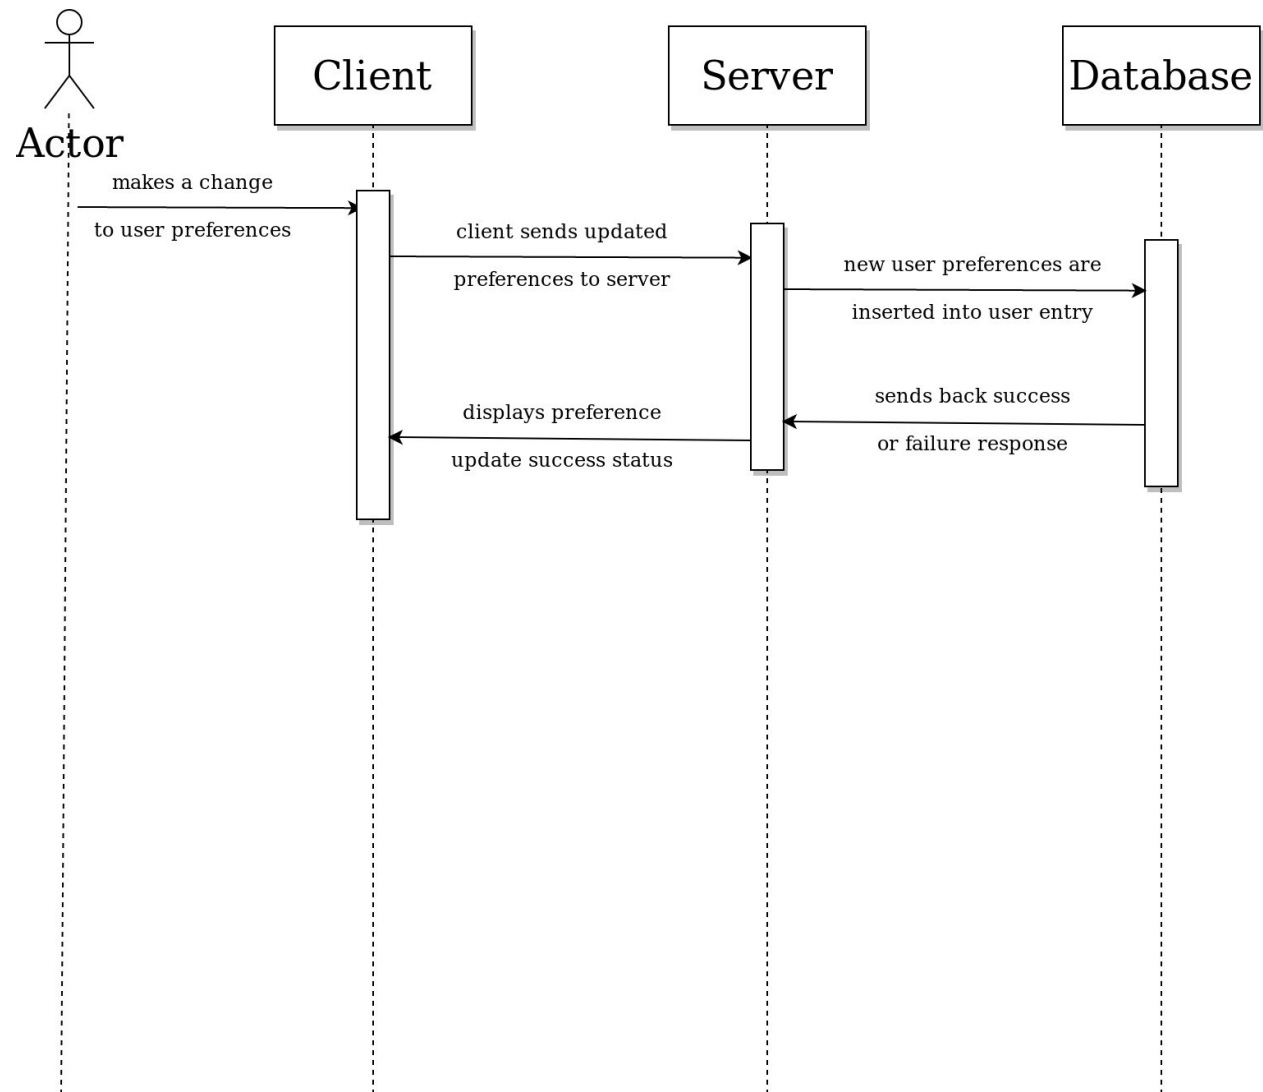 Client
Server
Database
Actor
makes a change
to user preferences
client sends updated
preferences to server
new user preferences are
inserted into user entry
sends back success
or failure response
displays preference
update success status